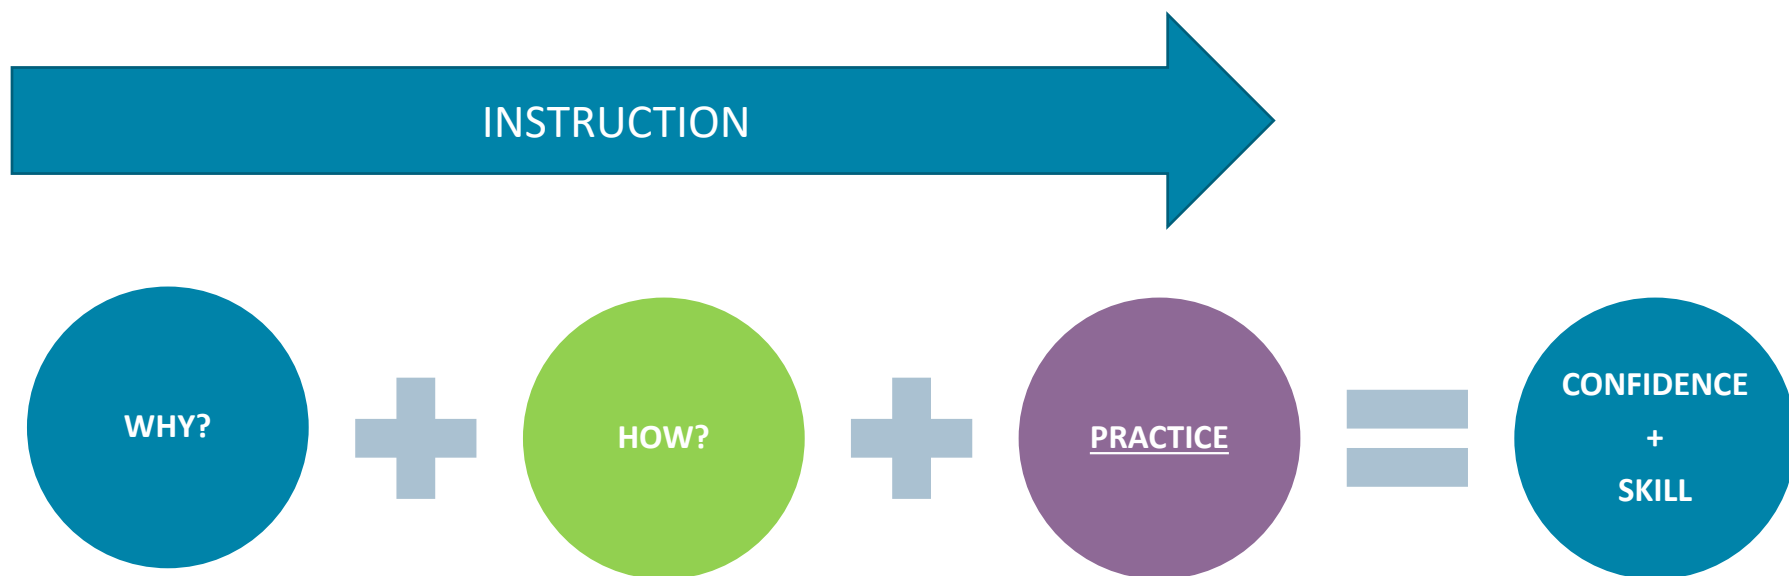 INSTRUCTION
WHY?
HOW?
PRACTICE
CONFIDENCE
+
SKILL